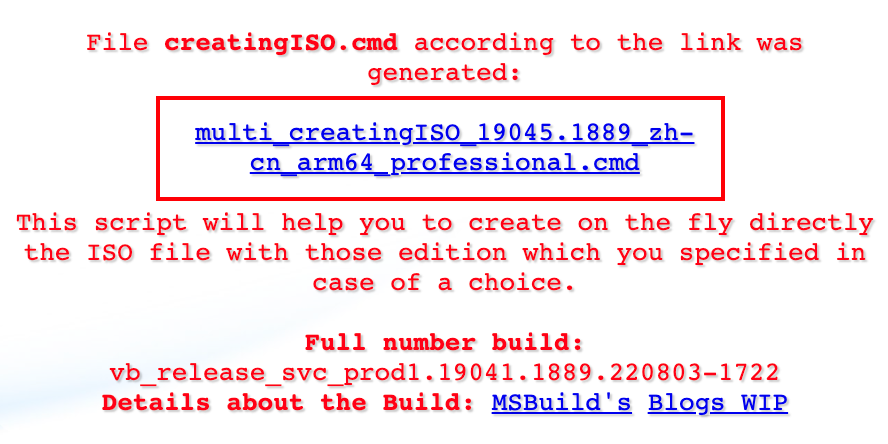 File creatingISO.cmd according to the link was
generated:
multi_creatingISO_19045.1889_zh-
cn_arm64_professional.cmd
This script will help you to create on the fly directly
the ISO file with those edition which you specified in
case of a choice.
Full number build:
vb_release_svc_prod1.19041.1889.220803-1722
Details about the Build: MSBuild's Blogs WIP